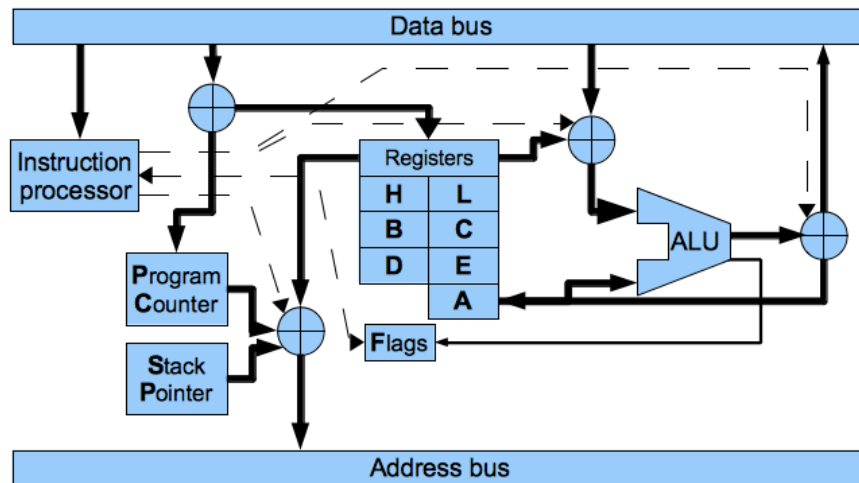 Data bus
Instruction
processor
Registers
H L
B C
D E
A
ALU
Program
Counter
Flags
Stack
Pointer
Address bus